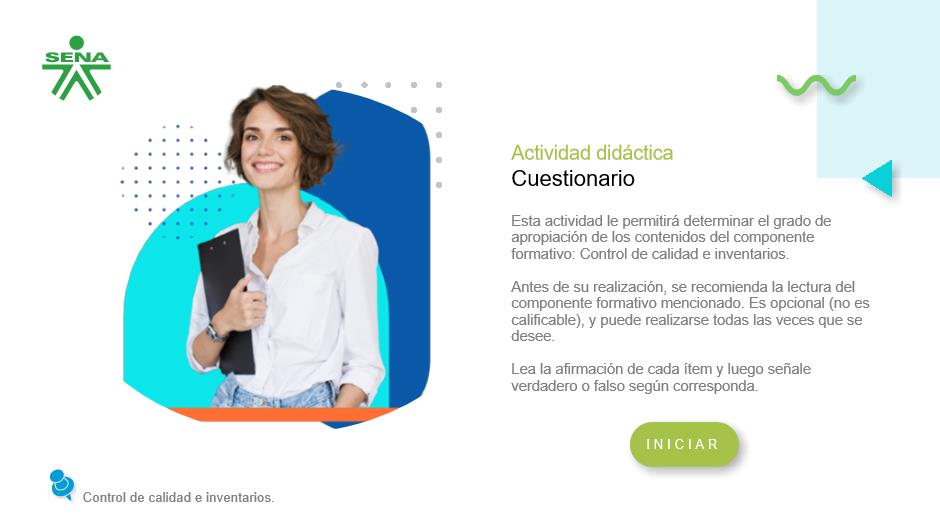 SENA
Actividad didáctica
Cuestionario
Esta actividad le permitirá determinar el grado de
apropiación de los contenidos del componente
formativo: Control de calidad e inventarios.
Antes de su realización, se recomienda la lectura del
componente formativo mencionado. Es opcional (no es
calificable), y puede realizarse todas las veces que se
desee.
Lea la afirmación de cada ítem y luego señale
verdadero o falso según corresponda.
INICIAR
Control de calidad e inventarios.